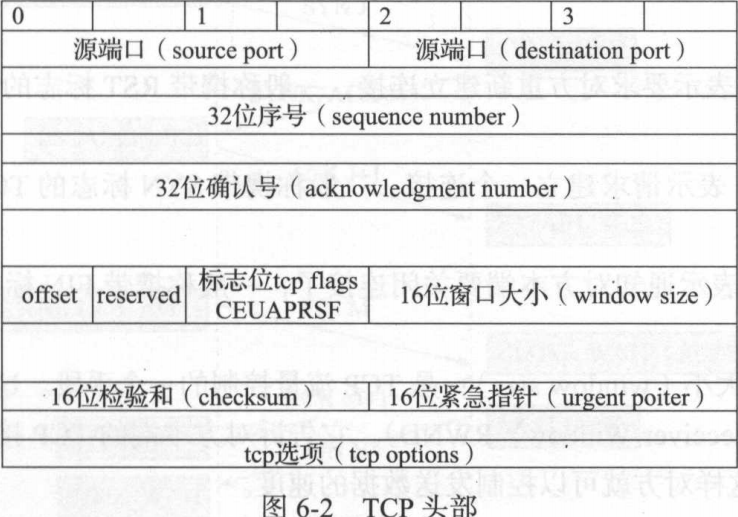 0 1 2 3
源端口（source port） 源端口（destination port）
32位序号（sequence number）
32位确认号（acknowledgment number）
offset reserved 标志位tcp flags 16位窗口大小（window size）
CEUAPRSF
16位检验和（checksum） 16位紧急指针（urgent poiter）
tcp选项（tcp options）
图 6-2 TCP 头部